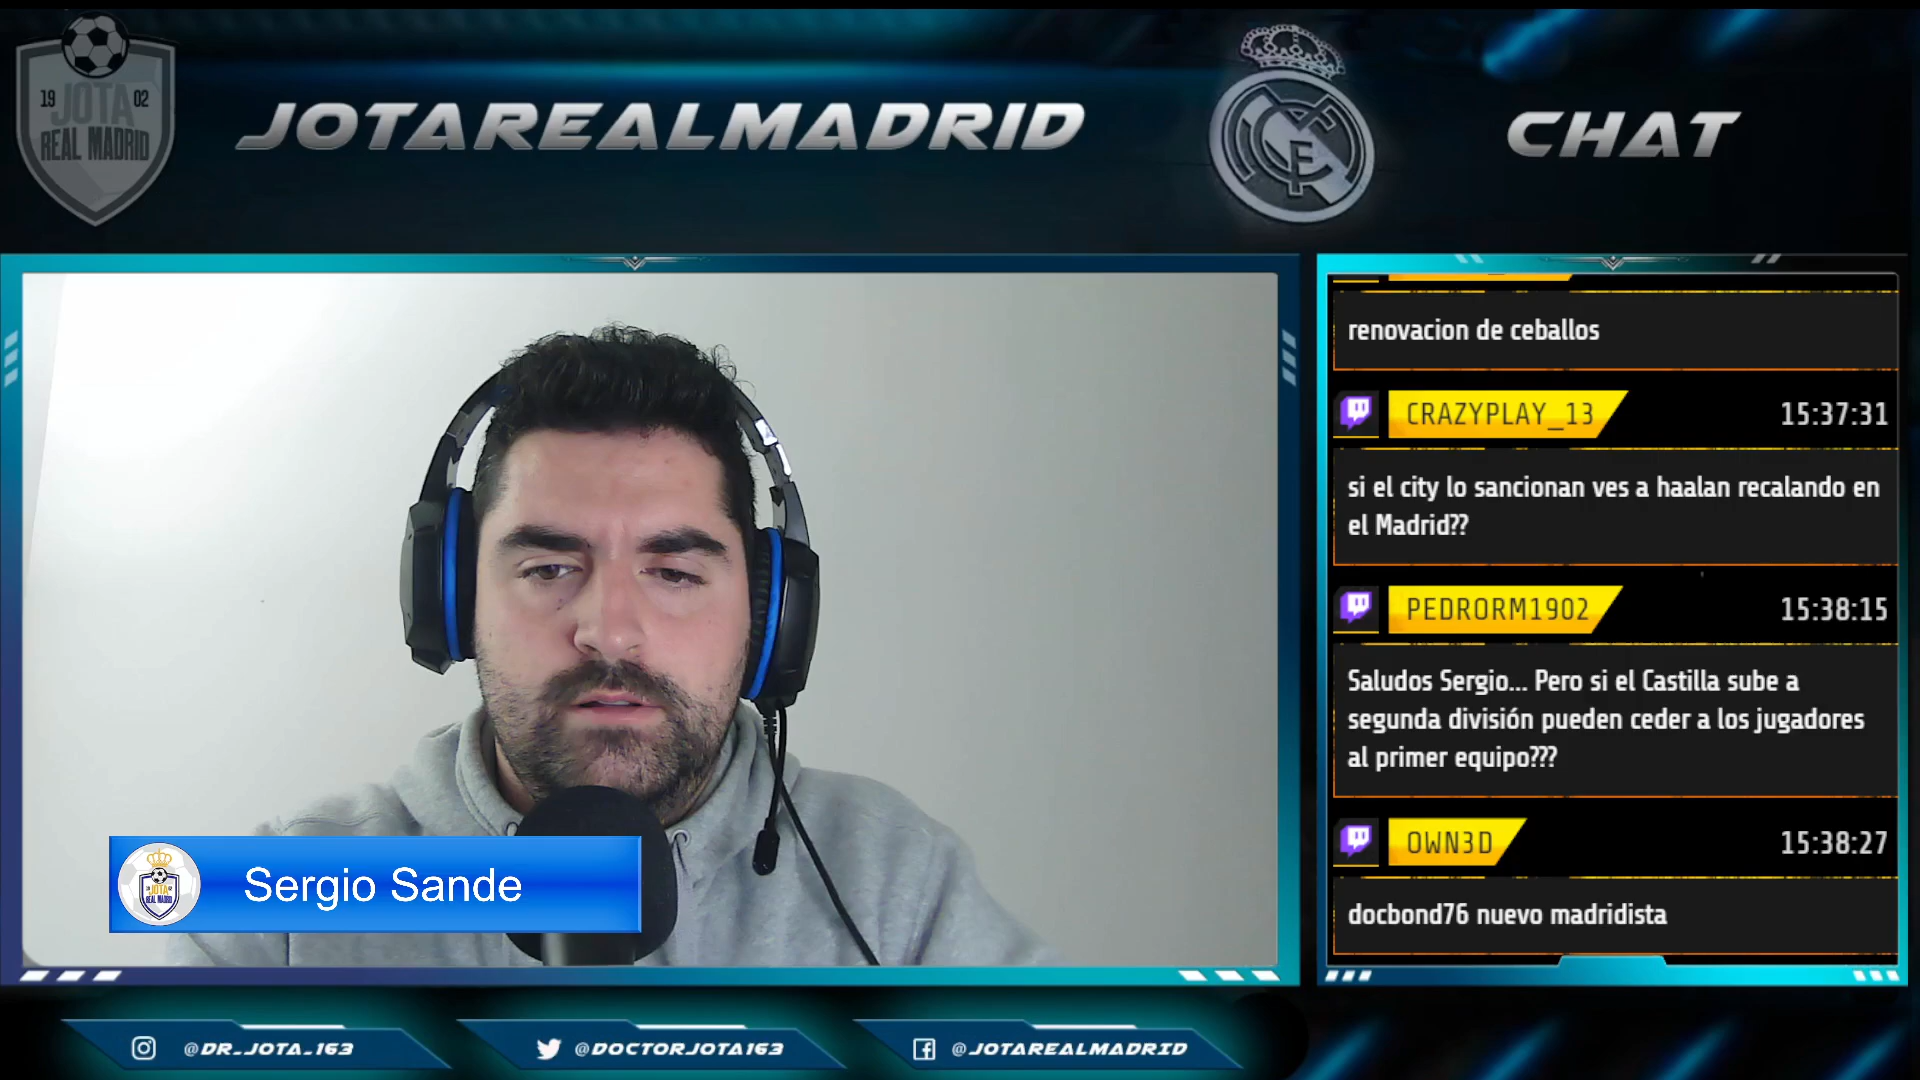 19 02
JOTA
REAL MADRID
JOTAREALMADRID
CHAT
renovacion de ceballos
CRAZYPLAY_13 15:37:31
si el city lo sancionan ves a haalan recalando en
el Madrid??
PEDRORM1902 15:38:15
Saludos Sergio... Pero si el Castilla sube a
segunda división pueden ceder a los jugadores
al primer equipo???
OWN3D 15:38:27
docbond76 nuevo madridista
JOTA
REAL MADRID
Sergio Sande
@DR_JOTA_163
@DOCTORJOTA163
@JOTAREALMADRID